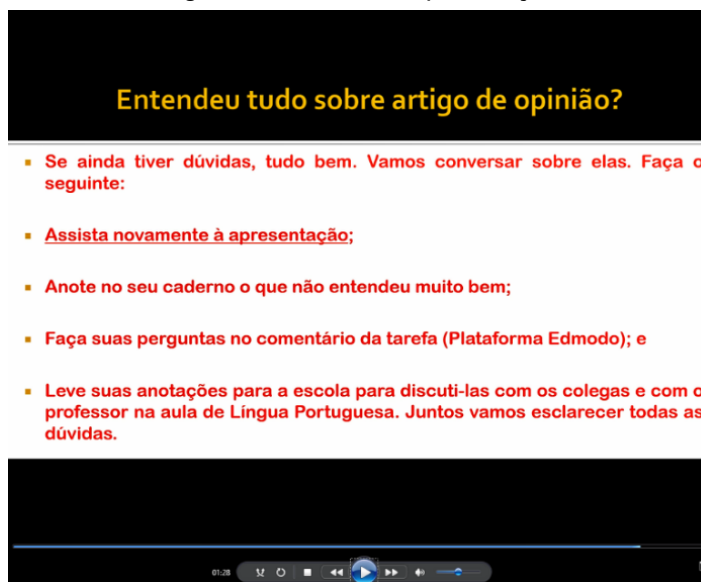 Entendeu tudo sobre artigo de opinião?
Se ainda tiver dúvidas, tudo bem. Vamos conversar sobre elas. Faça o
seguinte:
Assista novamente à apresentação;
Anote no seu caderno o que não entendeu muito bem;
Faça suas perguntas no comentário da tarefa (Plataforma Edmodo); e
Leve suas anotações para a escola para discuti-las com os colegas e com o
professor na aula de Língua Portuguesa. Juntos vamos esclarecer todas as
dúvidas.
01:28